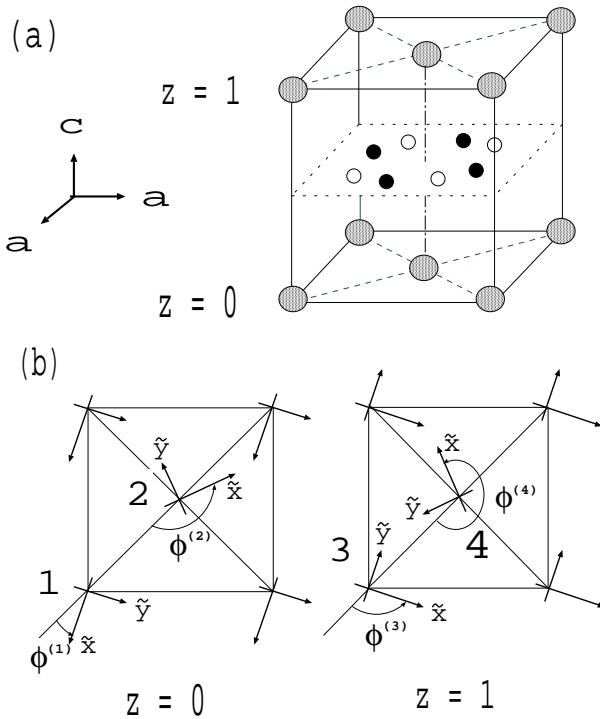 (a)
z = 1
c
a
a
z = 0
(b)
ỹ
2
x̃
ϕ⁽²⁾
1
ỹ
x̃
ϕ⁽¹⁾
z = 0
x̃
ỹ
ϕ⁽⁴⁾
3
ỹ
4
x̃
ϕ⁽³⁾
z = 1